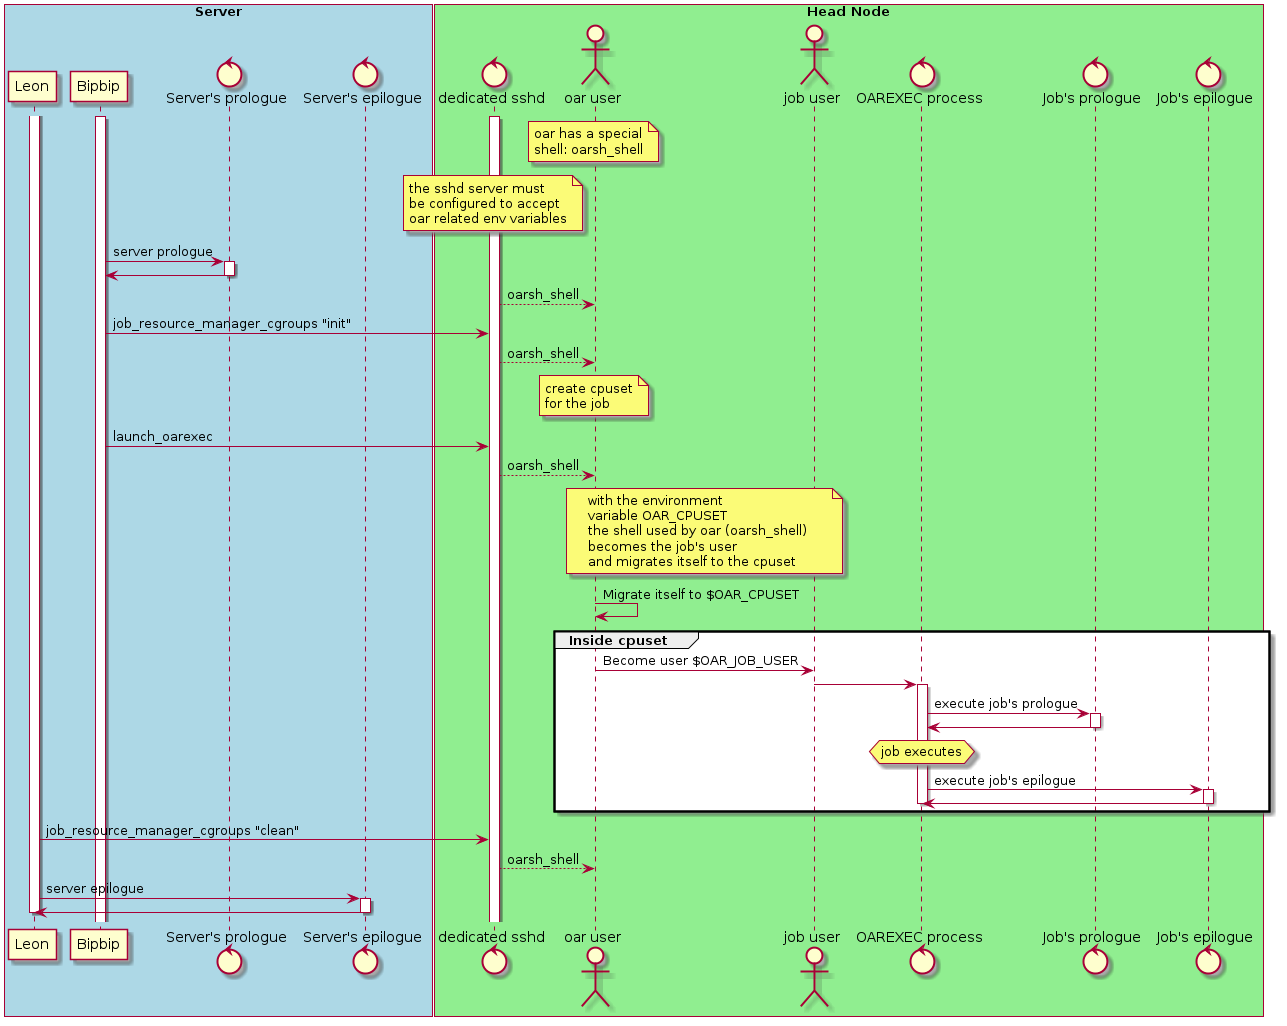 Server
Head Node
Leon
Bipbip
Server's prologue
Server's epilogue
dedicated sshd
oar user
job user
OAREXEC process
Job's prologue
Job's epilogue
oar has a special
shell: oarsh_shell
the sshd server must
be configured to accept
oar related env variables
server prologue
oarsh_shell
job_resource_manager_cgroups "init"
oarsh_shell
create cpuset
for the job
launch_oarexec
oarsh_shell
with the environment
variable OAR_CPUSET
the shell used by oar (oarsh_shell)
becomes the job's user
and migrates itself to the cpuset
Migrate itself to $OAR_CPUSET
Inside cpuset
Become user $OAR_JOB_USER
execute job's prologue
job executes
execute job's epilogue
job_resource_manager_cgroups "clean"
oarsh_shell
server epilogue
Leon
Bipbip
Server's prologue
Server's epilogue
dedicated sshd
oar user
job user
OAREXEC process
Job's prologue
Job's epilogue